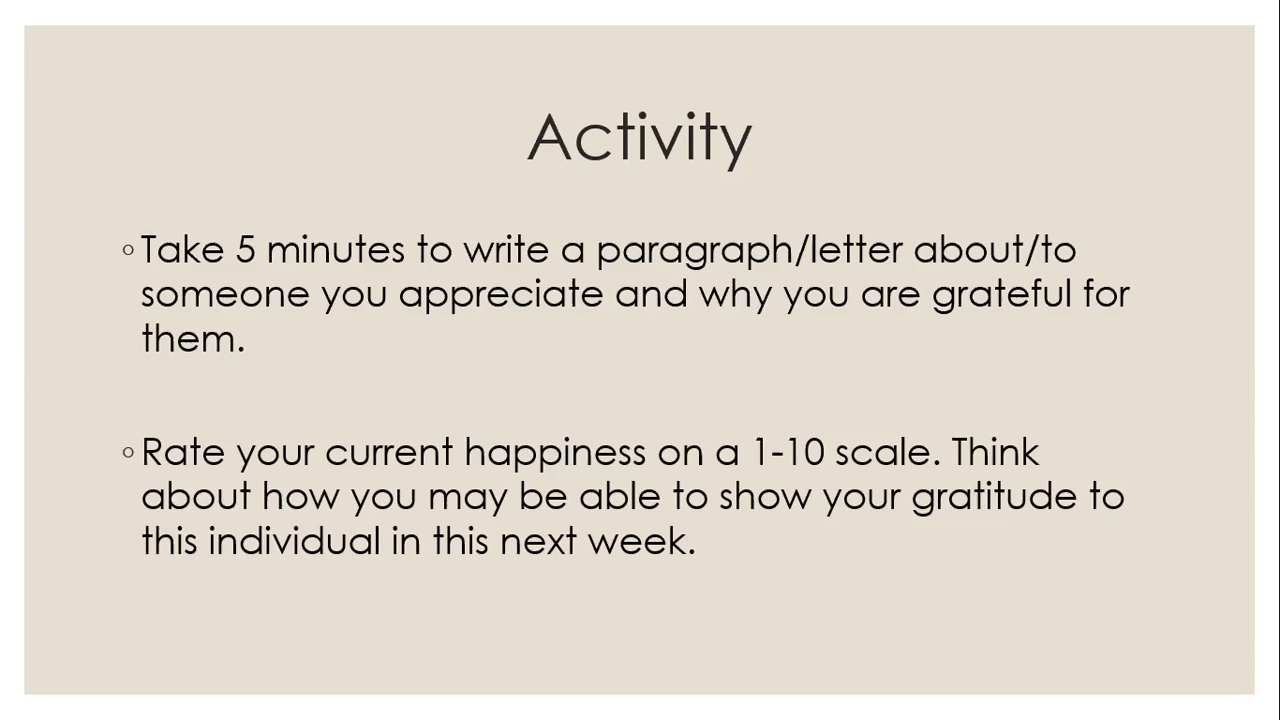 Activity
◦Take 5 minutes to write a paragraph/letter about/to
someone you appreciate and why you are grateful for
them.
◦Rate your current happiness on a 1-10 scale. Think
about how you may be able to show your gratitude to
this individual in this next week.